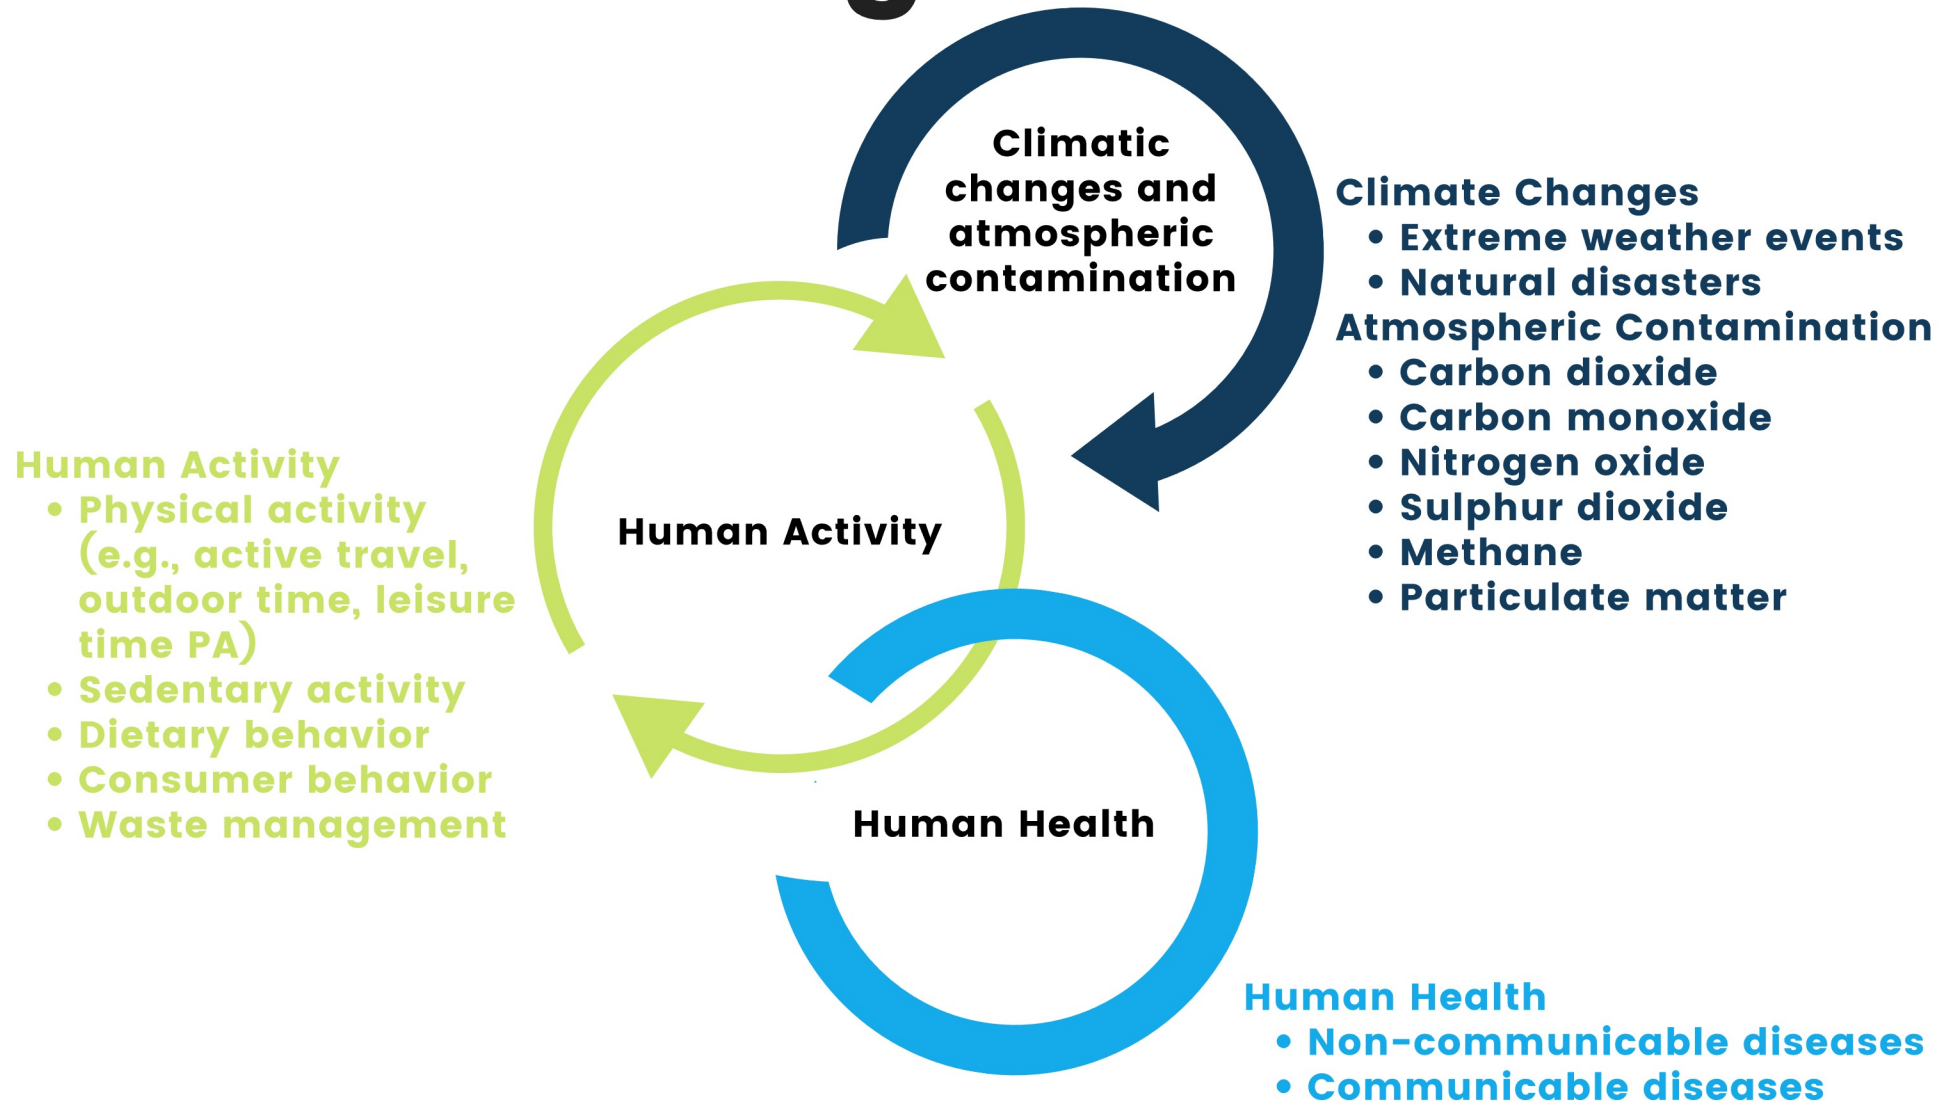 Climatic
changes and
atmospheric
contamination
Climate Changes
• Extreme weather events
• Natural disasters
Atmospheric Contamination
• Carbon dioxide
• Carbon monoxide
• Nitrogen oxide
• Sulphur dioxide
• Methane
• Particulate matter
Human Activity
Human Activity
• Physical activity
(e.g., active travel,
outdoor time, leisure
time PA)
• Sedentary activity
• Dietary behavior
• Consumer behavior
• Waste management
Human Health
Human Health
• Non-communicable diseases
• Communicable diseases